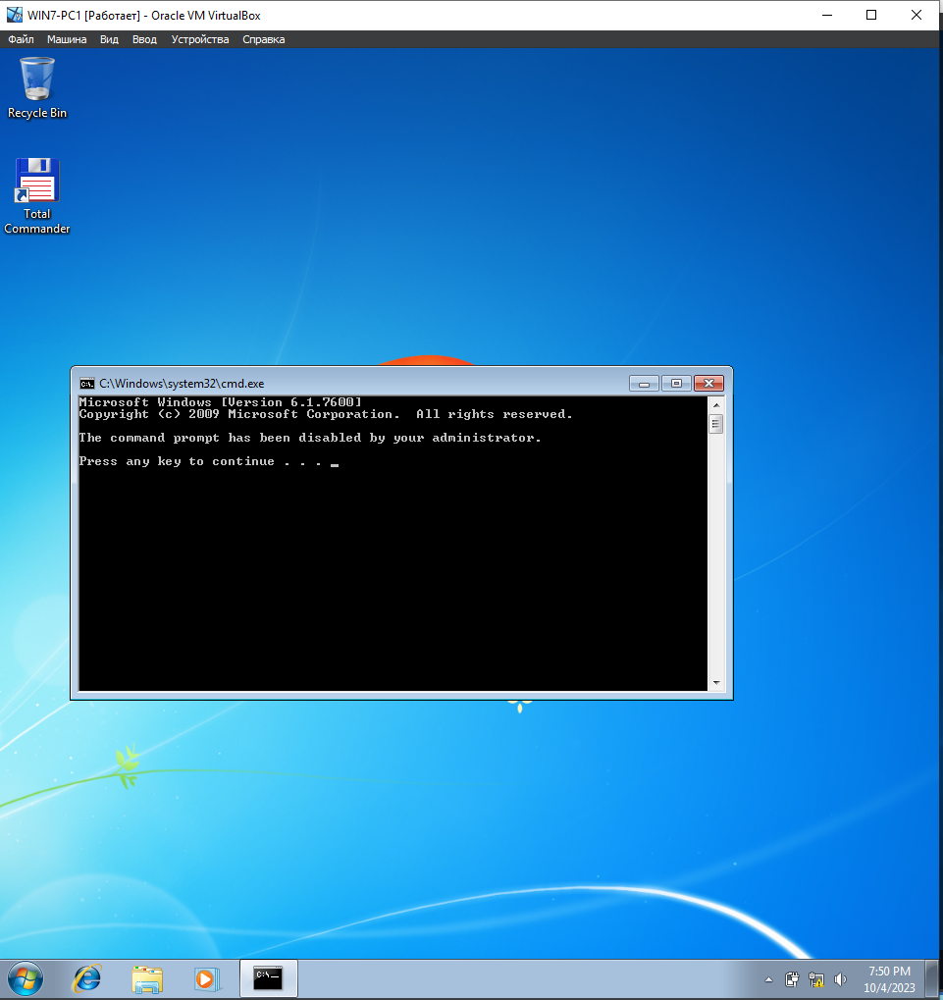 WIN7-PC1 [Работает] - Oracle VM VirtualBox
Файл Машина Вид Ввод Устройства Справка
Recycle Bin
Total
Commander
C:\Windows\system32\cmd.exe
Microsoft Windows [Version 6.1.7600]
Copyright (c) 2009 Microsoft Corporation.  All rights reserved.
The command prompt has been disabled by your administrator.
Press any key to continue . . . _
7:50 PM
10/4/2023